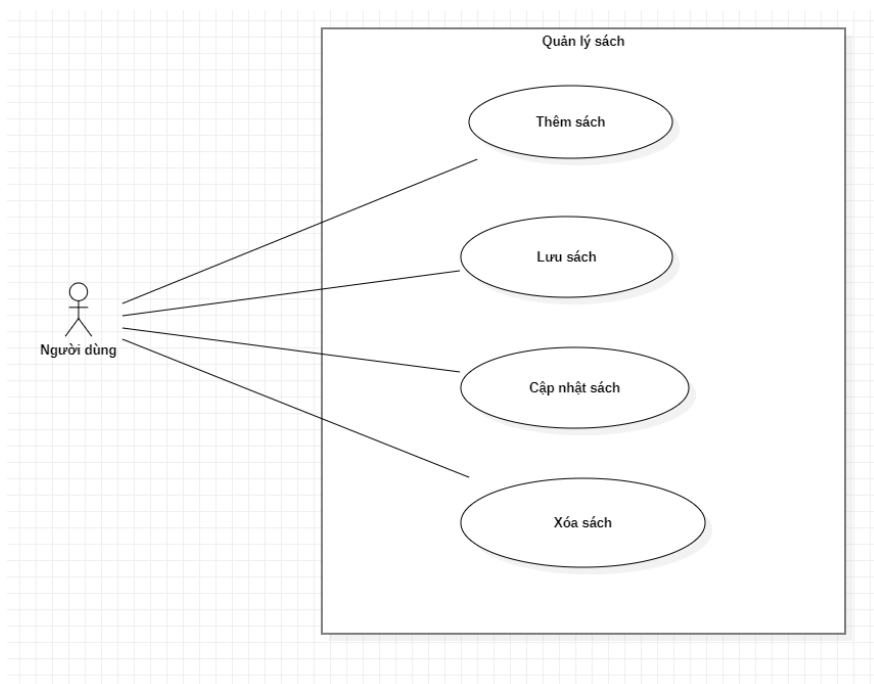 Quản lý sách
Thêm sách
Lưu sách
Người dùng
Cập nhật sách
Xóa sách